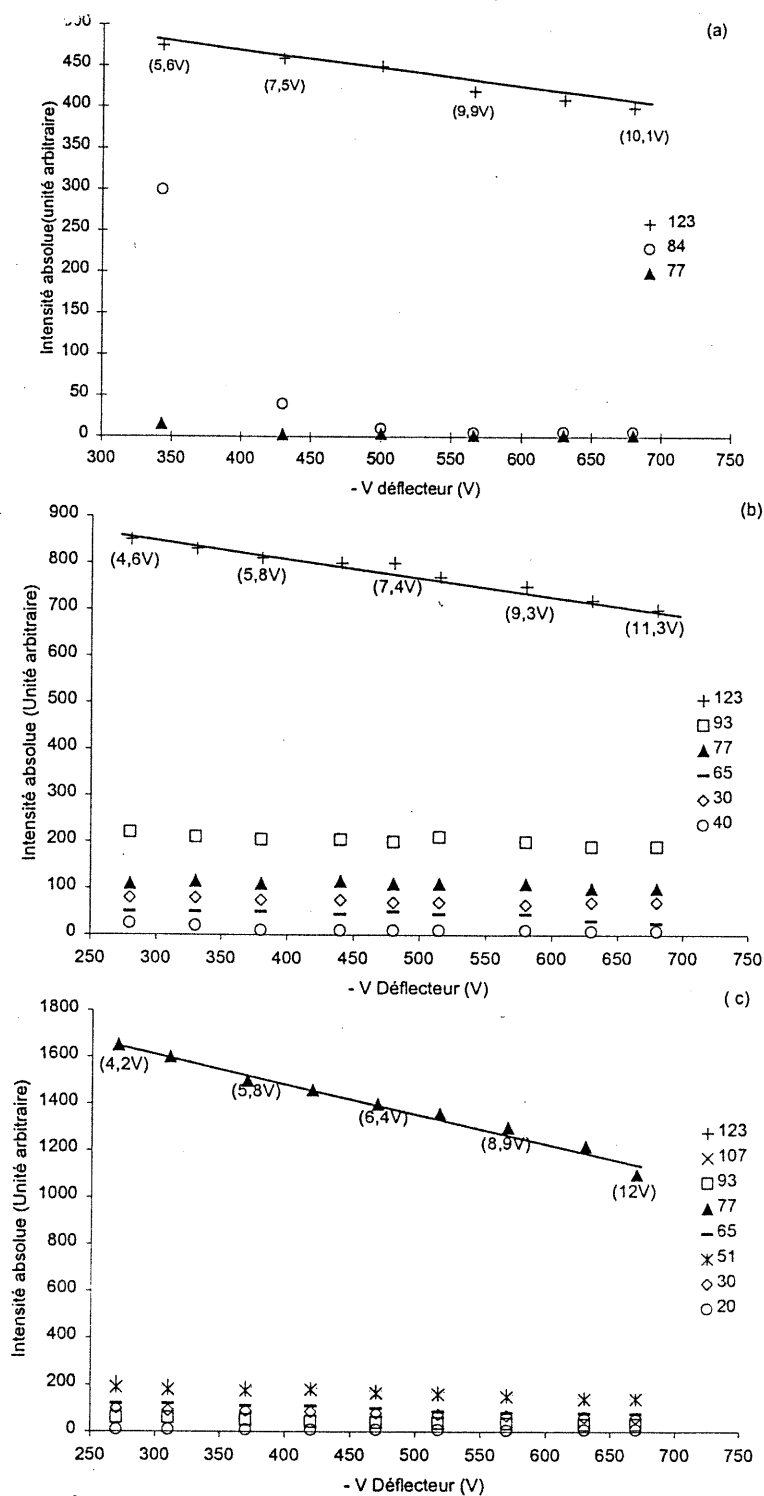 500
(a)
450
(5,6V)
(7,5V)
400
(9,9V)
(10,1V)
350
300
250
200
150
100
50
0
123
84
77
Intensité absolue(unité arbitraire)
300 350 400 450 500 550 600 650 700 750
- V déflecteur (V)
(b)
900
800
700
600
500
400
300
200
100
0
(4,6V)
(5,8V)
(7,4V)
(9,3V)
(11,3V)
123
93
77
65
30
40
Intensité absolue (Unité arbitraire)
250 300 350 400 450 500 550 600 650 700 750
- V Déflecteur (V)
( c)
1800
1600
1400
1200
1000
800
600
400
200
0
(4,2V)
(5,8V)
(6,4V)
(8,9V)
(12V)
123
107
93
77
65
51
30
20
Intensité absolue (Unité arbitraire)
250 300 350 400 450 500 550 600 650 700 750
- V Déflecteur (V)